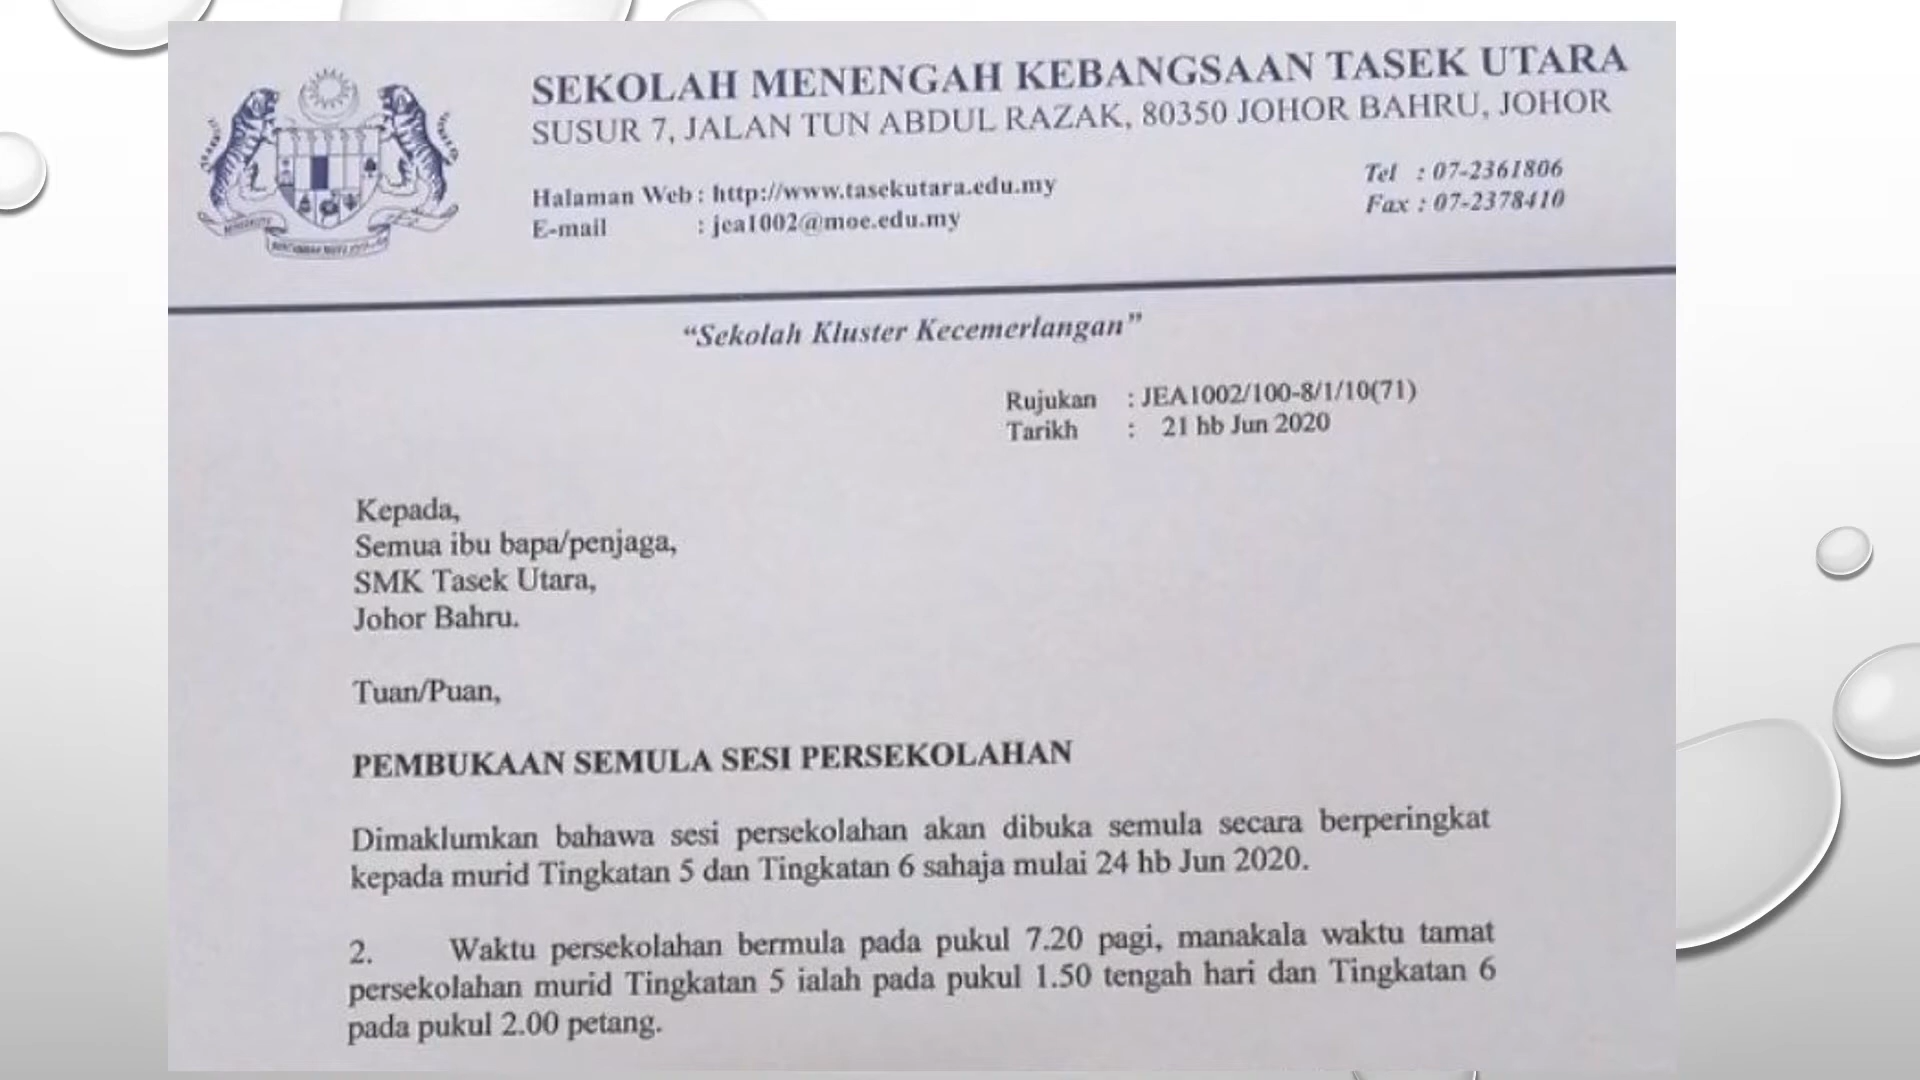 SEKOLAH MENENGAH KEBANGSAAN TASEK UTARA
SUSUR 7, JALAN TUN ABDUL RAZAK, 80350 JOHOR BAHRU, JOHOR
Halaman Web : http://www.tasekutara.edu.my
E-mail : jea1002@moe.edu.my
Tel : 07-2361806
Fax : 07-2378410
“Sekolah Kluster Kecemerlangan”
Rujukan : JEA1002/100-8/1/10(71)
Tarikh : 21 hb Jun 2020
Kepada,
Semua ibu bapa/penjaga,
SMK Tasek Utara,
Johor Bahru.
Tuan/Puan,
PEMBUKAAN SEMULA SESI PERSEKOLAHAN
Dimaklumkan bahawa sesi persekolahan akan dibuka semula secara berperingkat
kepada murid Tingkatan 5 dan Tingkatan 6 sahaja mulai 24 hb Jun 2020.
2. Waktu persekolahan bermula pada pukul 7.20 pagi, manakala waktu tamat
persekolahan murid Tingkatan 5 ialah pada pukul 1.50 tengah hari dan Tingkatan 6
pada pukul 2.00 petang.